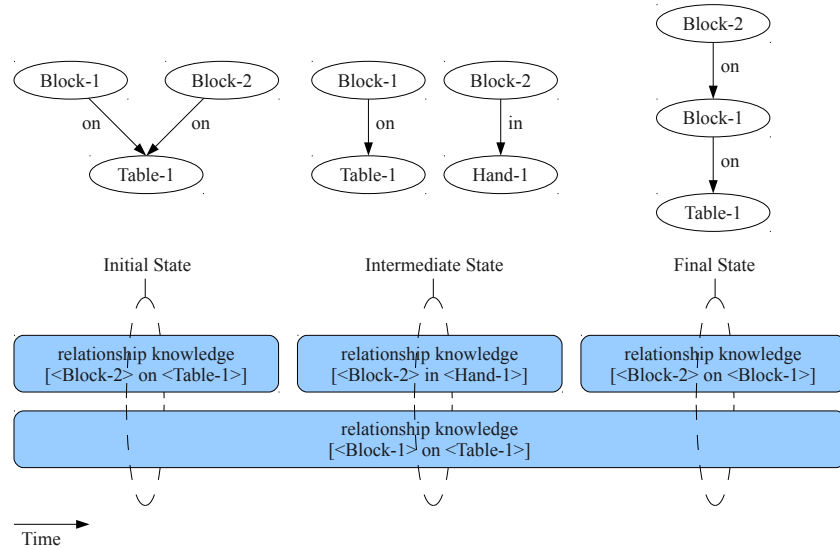 Block-2
Block-1 Block-2 Block-1 Block-2
on
on on on in
Block-1
Table-1 Table-1 Hand-1
on
Table-1
Initial State Intermediate State Final State
relationship knowledge relationship knowledge relationship knowledge
[<Block-2> on <Table-1>] [<Block-2> in <Hand-1>] [<Block-2> on <Block-1>]
relationship knowledge
[<Block-1> on <Table-1>]
Time